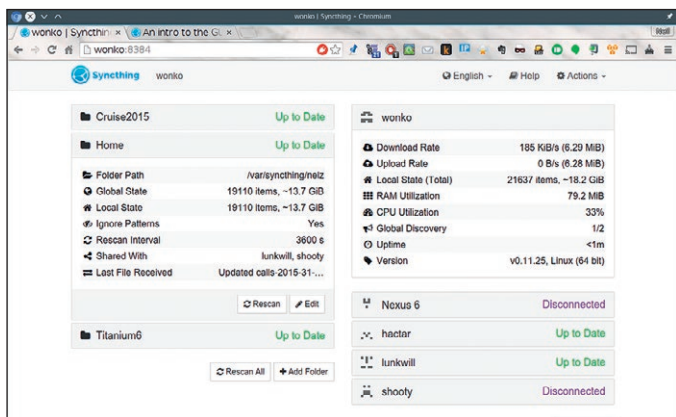 wonko | Syncthing - Chromium
wonko | Syncthin
An intro to the GU
wonko:8384
Syncthing
wonko
English
Help
Actions
Cruise2015 Up to Date
Home Up to Date
Folder Path /var/syncthing/nelz
Global State 19110 items, ~13.7 GiB
Local State 19110 items, ~13.7 GiB
Ignore Patterns Yes
Rescan Interval 3600 s
Shared With lunkwill, shooty
Last File Received Updated calls-2015-31-...
Rescan
Edit
Titanium6 Up to Date
Rescan All
Add Folder
wonko
Download Rate 185 KiB/s (6.29 MiB)
Upload Rate 0 B/s (6.28 MiB)
Local State (Total) 21637 items, ~18.2 GiB
RAM Utilization 79.2 MiB
CPU Utilization 33%
Global Discovery 1/2
Uptime <1m
Version v0.11.25, Linux (64 bit)
Nexus 6 Disconnected
hactar Up to Date
lunkwill Up to Date
shooty Disconnected